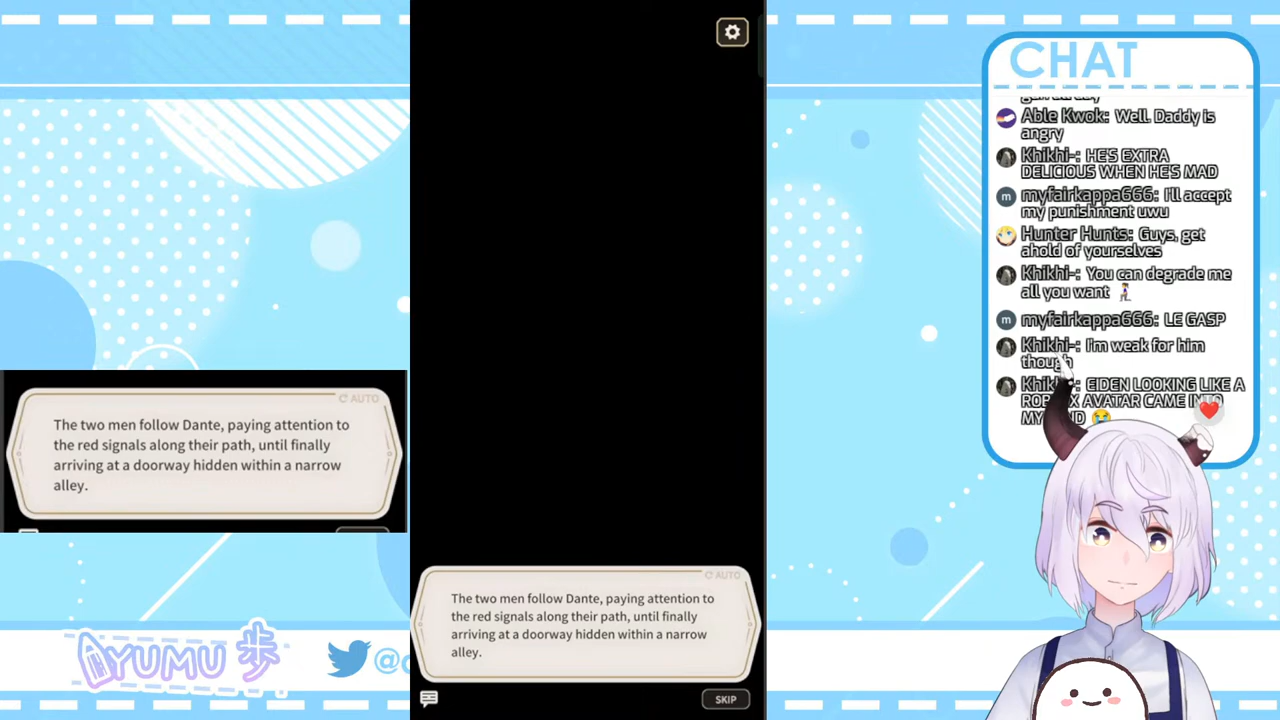 CHAT
Able Kwok: Well. Daddy is
angry
Khikhi-: HE'S EXTRA
DELICIOUS WHEN HE'S MAD
myfairkappa666: I'll accept
my punishment uwu
Hunter Hunts: Guys, get
ahold of yourselves
Khikhi-: You can degrade me
all you want
myfairkappa666: LE GASP
Khikhi-: I'm weak for him
though
EIDEN LOOKING LIKE A
AVATAR CAME INTO
AUTO
The two men follow Dante, paying attention to
the red signals along their path, until finally
arriving at a doorway hidden within a narrow
alley.
AUTO
The two men follow Dante, paying attention to
the red signals along their path, until finally
arriving at a doorway hidden within a narrow
alley.
SKIP
AYUMU 歩